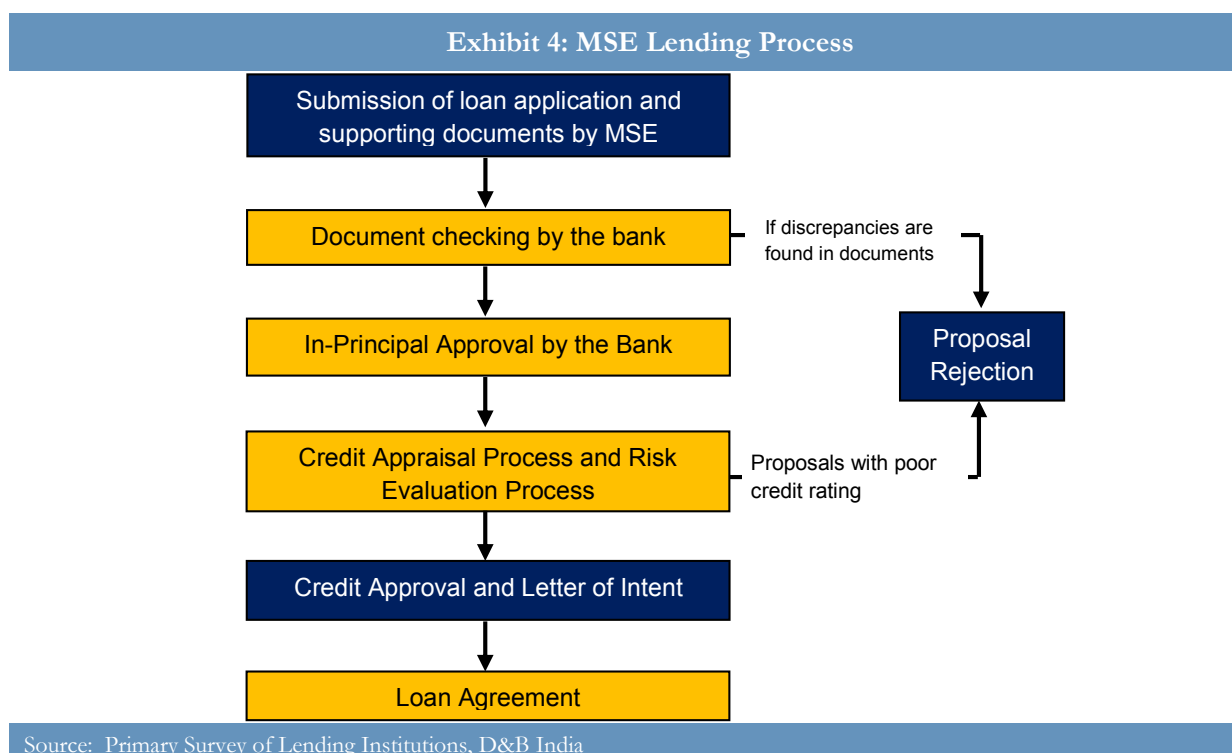 Exhibit 4: MSE Lending Process
Submission of loan application and
supporting documents by MSE
Document checking by the bank
If discrepancies are
found in documents
In-Principal Approval by the Bank
Proposal
Rejection
Credit Appraisal Process and Risk
Evaluation Process
Proposals with poor
credit rating
Credit Approval and Letter of Intent
Loan Agreement
Source: Primary Survey of Lending Institutions, D&B India